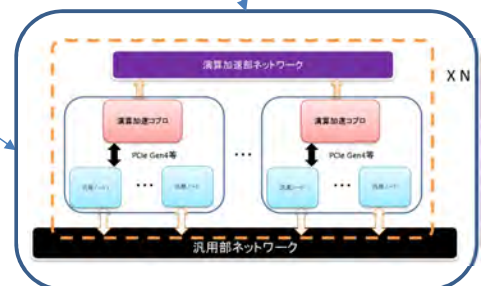 演算加速部ネットワーク
X N
演算加速コプロ
演算加速コプロ
PCIe Gen4等
・・・
PCIe Gen4等
汎用ノード
・・・
汎用ノード
汎用ノード
・・・
汎用ノード
汎用部ネットワーク